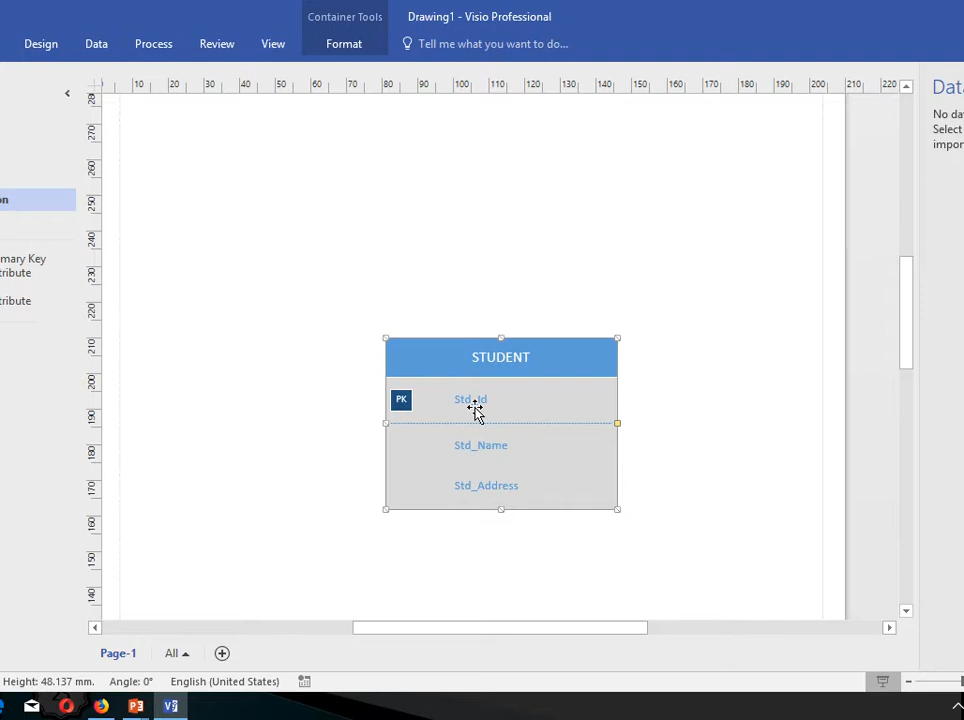 Container Tools
Drawing1 - Visio Professional
Design Data Process Review View Format Tell me what you want to do...
10 20 30 40 50 60 70 80 90 100 110 120 130 140 150 160 170 180 190 200 210 220
Dat
No da
Select
impor
on
mary Key
tribute
tribute
280
270
260
250
240
230
220
210
200
190
180
170
160
150
140
STUDENT
PK Std_Id
Std_Name
Std_Address
Page-1 All
Height: 48.137 mm. Angle: 0° English (United States)